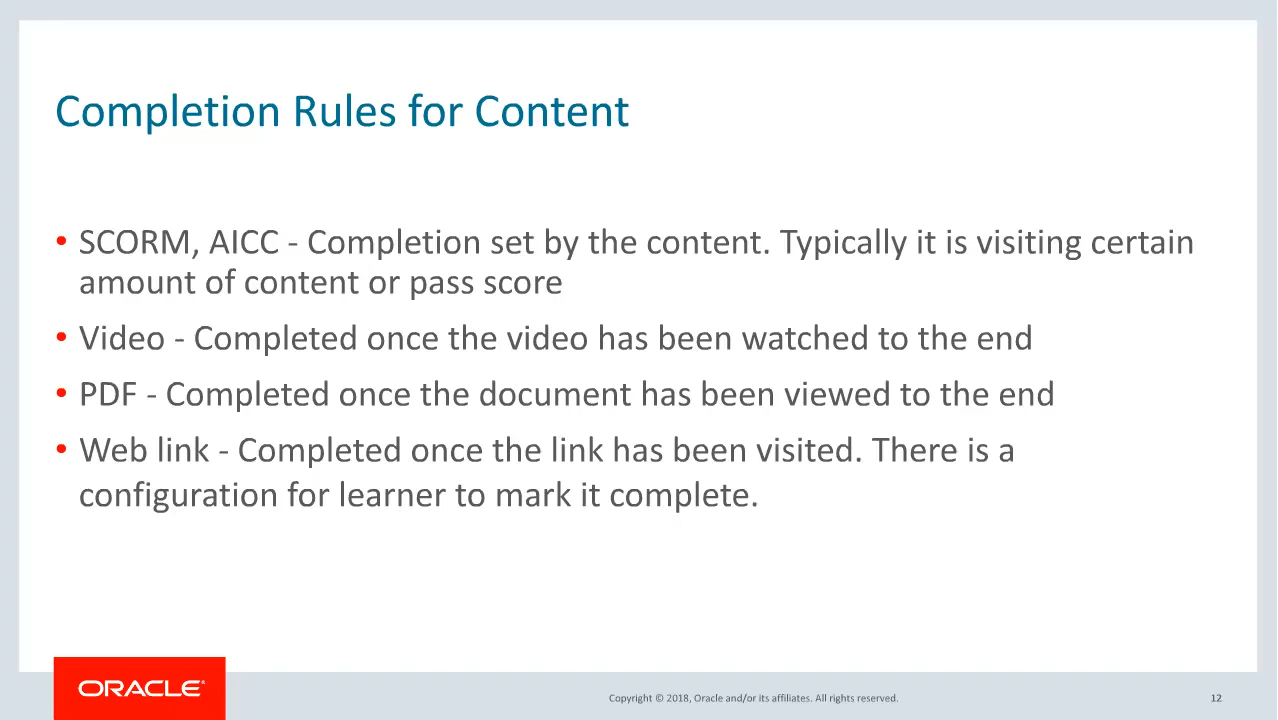 Completion Rules for Content
• SCORM, AICC - Completion set by the content. Typically it is visiting certain
amount of content or pass score
• Video - Completed once the video has been watched to the end
• PDF - Completed once the document has been viewed to the end
• Web link - Completed once the link has been visited. There is a
configuration for learner to mark it complete.
ORACLE®
Copyright © 2018, Oracle and/or its affiliates. All rights reserved.
12